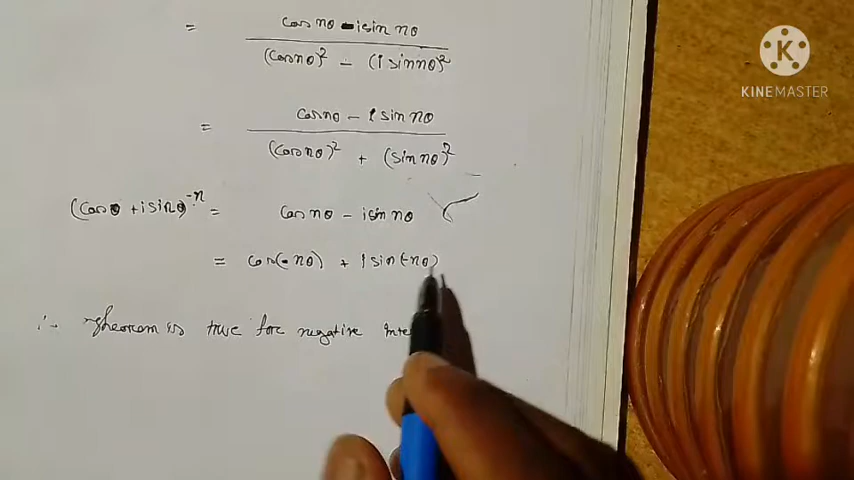 = cos nθ - i sin nθ
(cos nθ)² - (i sin nθ)²
= cos nθ - i sin nθ
(cos nθ)² + (sin nθ)²
(cos θ + i sin θ)⁻ⁿ = cos nθ - i sin nθ
= cos(-nθ) + i sin(-nθ)
∴ Theorem is true for negative inte
K
KINEMASTER